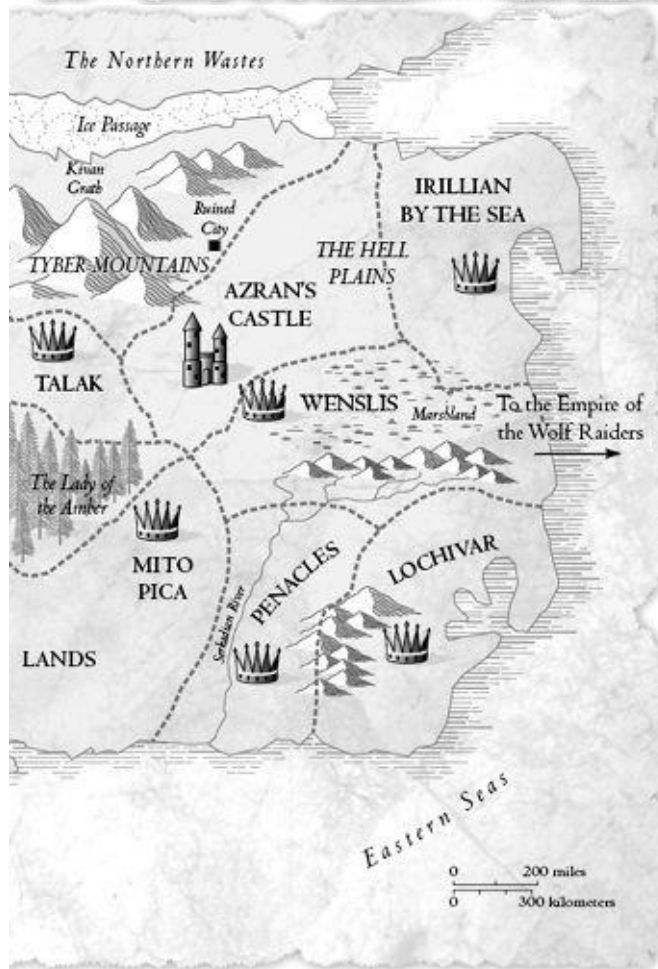 The Northern Wastes
Ice Passage
Kivan
Grath
Ruined
City
IRILLIAN
BY THE SEA
TYBER MOUNTAINS
THE HELL
PLAINS
AZRAN'S
CASTLE
TALAK
WENSLIS
Marshland
To the Empire of
the Wolf Raiders
The Lady of
the Amber
MITO
PICA
PENACLES
LOCHIVAR
Serkadian River
LANDS
Eastern Seas
0 200 miles
0 300 kilometers